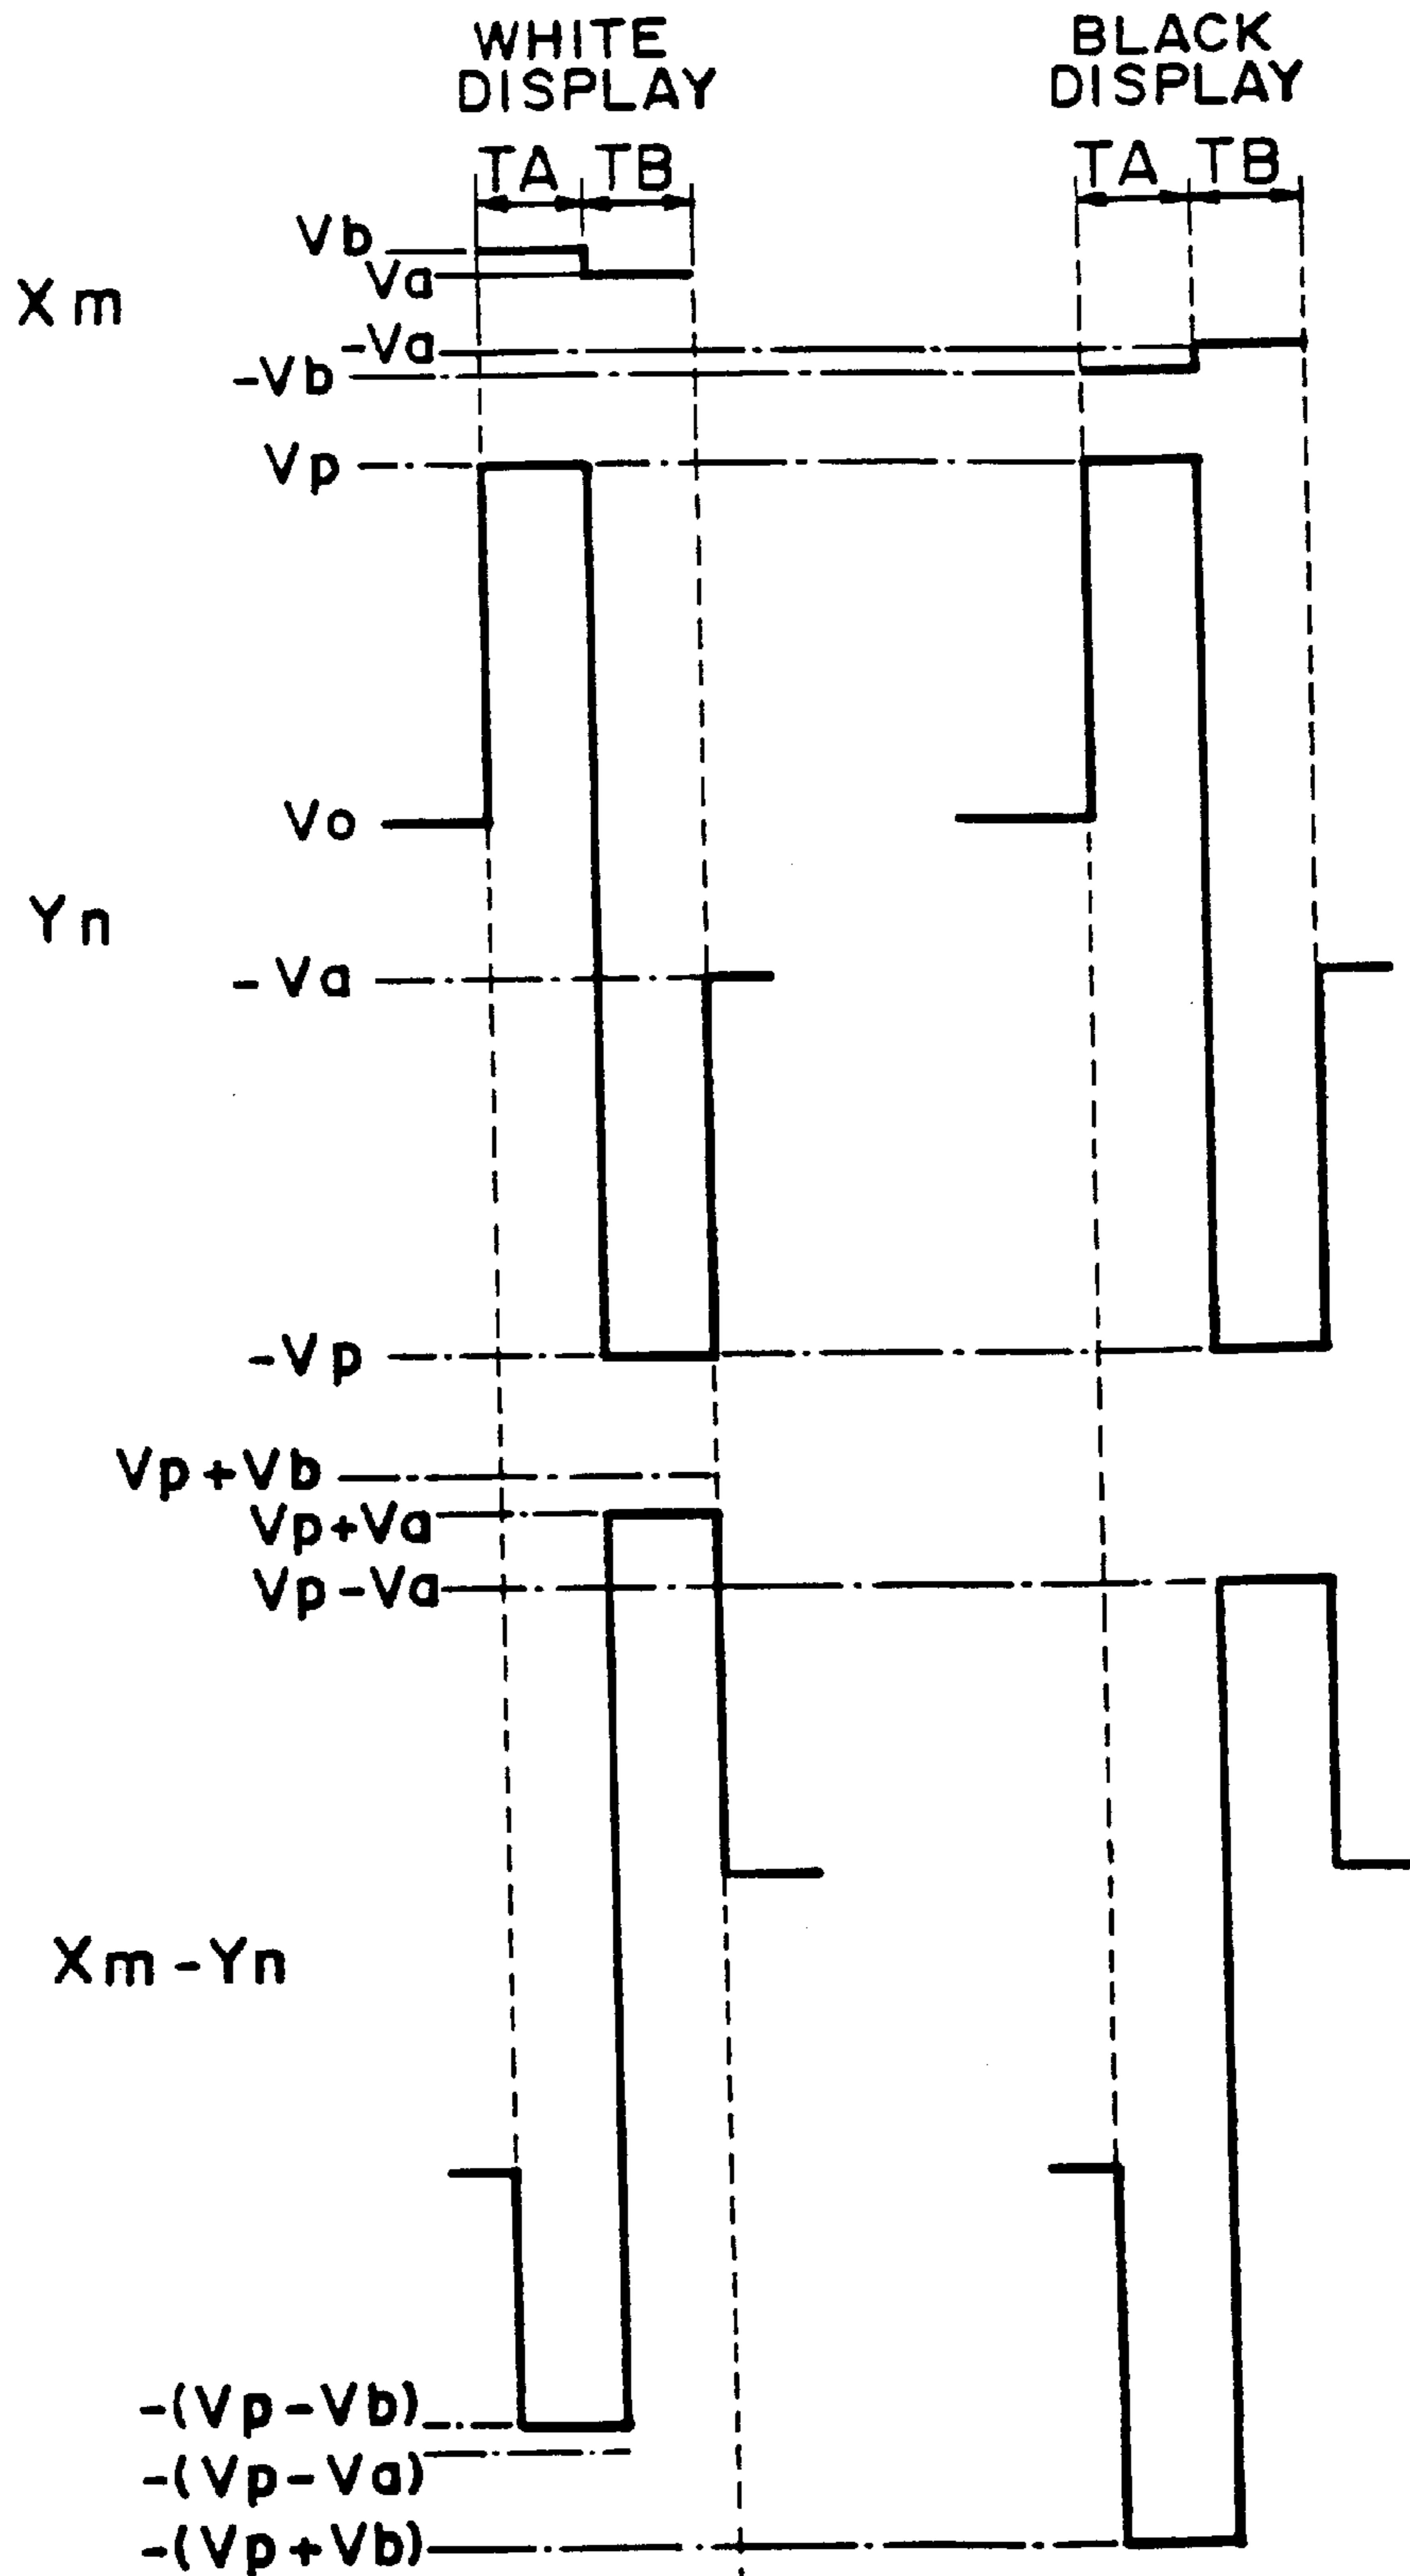 WHITE
DISPLAY
BLACK
DISPLAY
TA TB
TA TB
Vb
Va
Xm
-Va
-Vb
Vp
Vo
Yn
-Va
-Vp
Vp+Vb
Vp+Va
Vp-Va
Xm-Yn
-(Vp-Vb)
-(Vp-Va)
-(Vp+Vb)